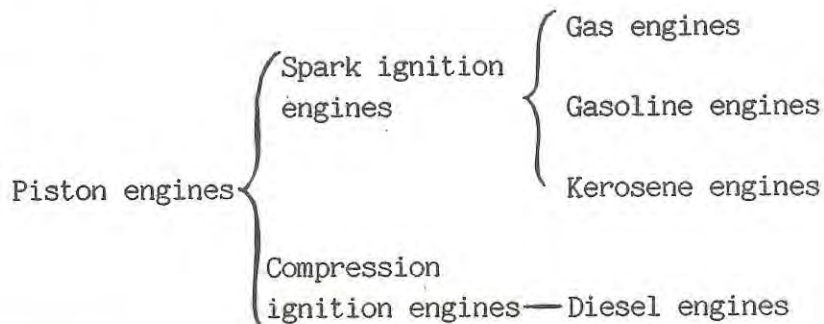 Piston engines
Spark ignition
engines
Gas engines
Gasoline engines
Kerosene engines
Compression
ignition engines
Diesel engines